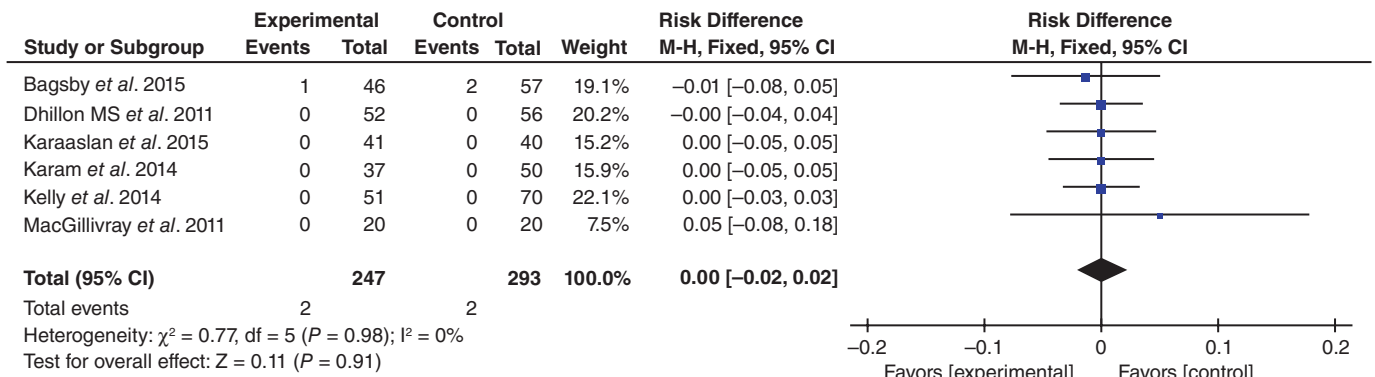 Experimental Control Risk Difference Risk Difference
Study or Subgroup Events Total Events Total Weight M-H, Fixed, 95% CI M-H, Fixed, 95% CI
Bagsby et al. 2015 1 46 2 57 19.1% −0.01 [−0.08, 0.05]
Dhillon MS et al. 2011 0 52 0 56 20.2% −0.00 [−0.04, 0.04]
Karaaslan et al. 2015 0 41 0 40 15.2% 0.00 [−0.05, 0.05]
Karam et al. 2014 0 37 0 50 15.9% 0.00 [−0.05, 0.05]
Kelly et al. 2014 0 51 0 70 22.1% 0.00 [−0.03, 0.03]
MacGillivray et al. 2011 0 20 0 20 7.5% 0.05 [−0.08, 0.18]
Total (95% CI) 247 293 100.0% 0.00 [−0.02, 0.02]
Total events 2 2
Heterogeneity: χ² = 0.77, df = 5 (P = 0.98); I² = 0%
Test for overall effect: Z = 0.11 (P = 0.91)
−0.2 −0.1 0 0.1 0.2
Favors [experimental] Favors [control]